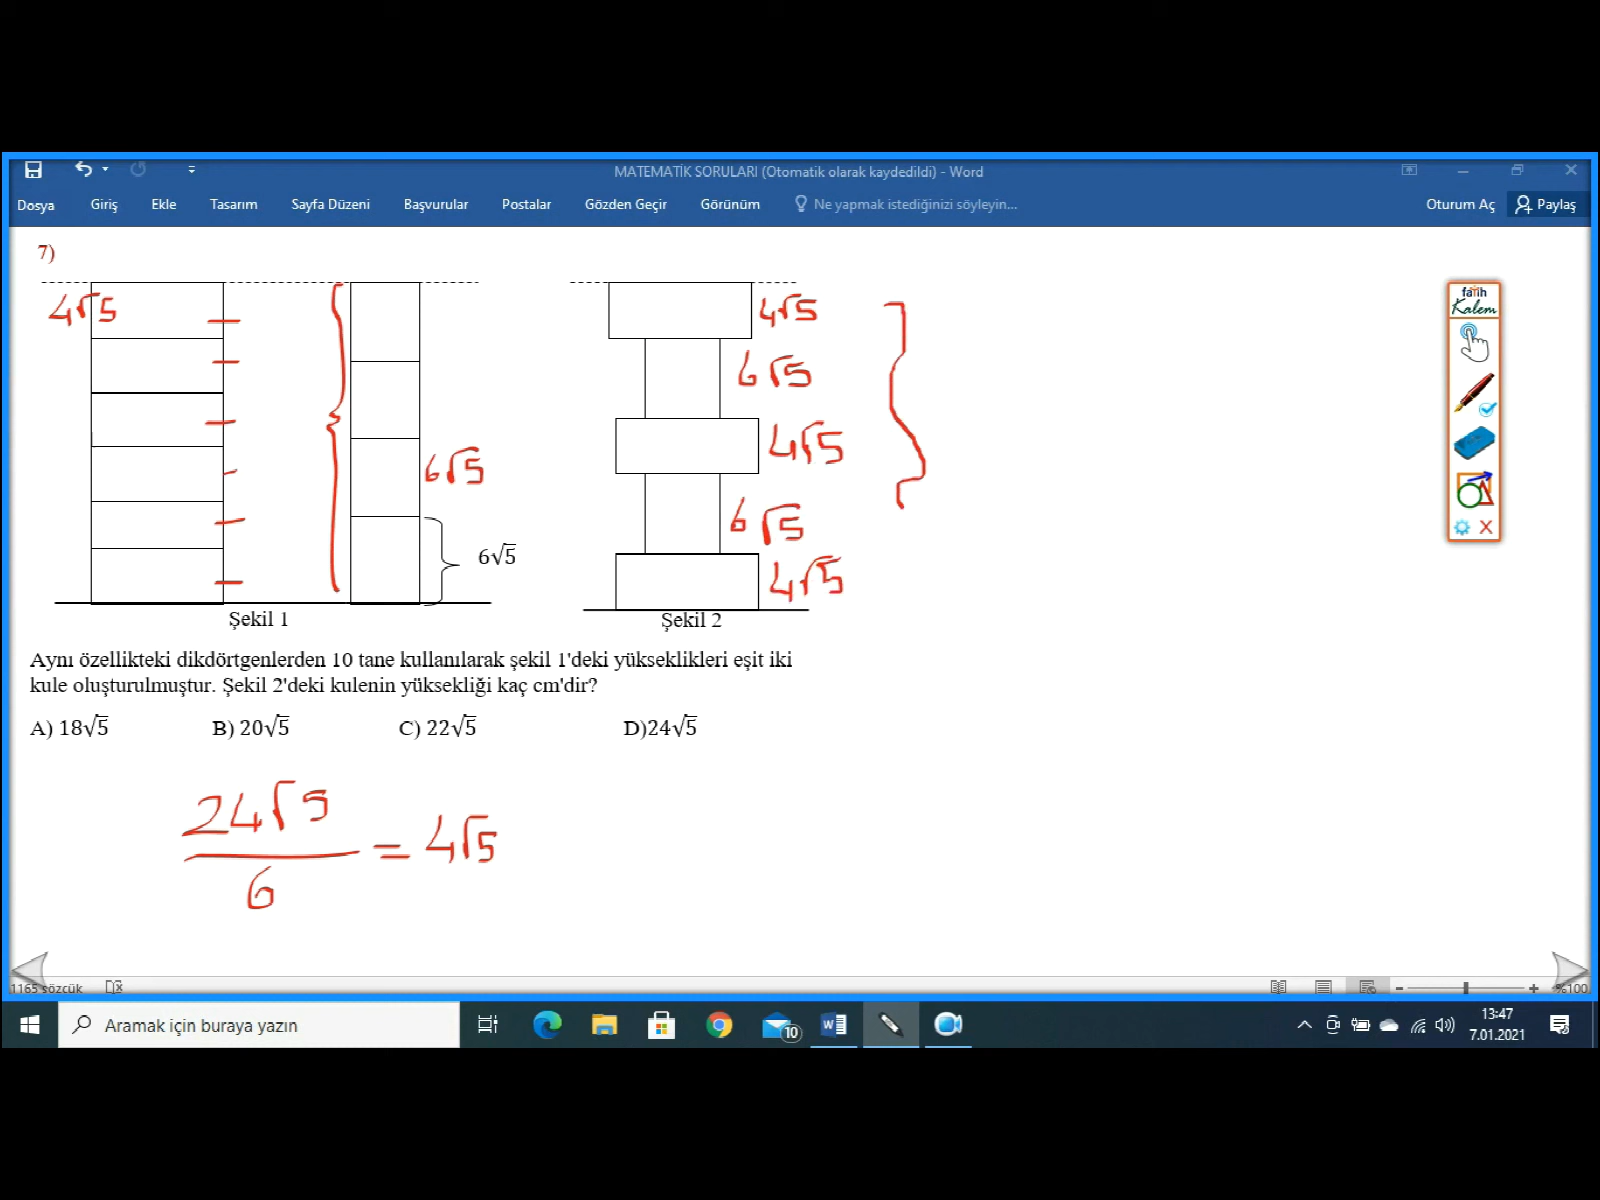 MATEMATİK SORULARI (Otomatik olarak kaydedildi) - Word
Dosya Giriş Ekle Tasarım Sayfa Düzeni Başvurular Postalar Gözden Geçir Görünüm Ne yapmak istediğinizi söyleyin... Oturum Aç Paylaş
7)
fatih
Kalem
4√5
4√5
6√5
4√5
6√5
6√5
6√5
4√5
Şekil 1
Şekil 2
Aynı özellikteki dikdörtgenlerden 10 tane kullanılarak şekil 1'deki yükseklikleri eşit iki
kule oluşturulmuştur. Şekil 2'deki kulenin yüksekliği kaç cm'dir?
A) 18√5 B) 20√5 C) 22√5 D)24√5
24√5
= 4√5
6
1165 sözcük
%100
Aramak için buraya yazın
10
13:47
7.01.2021